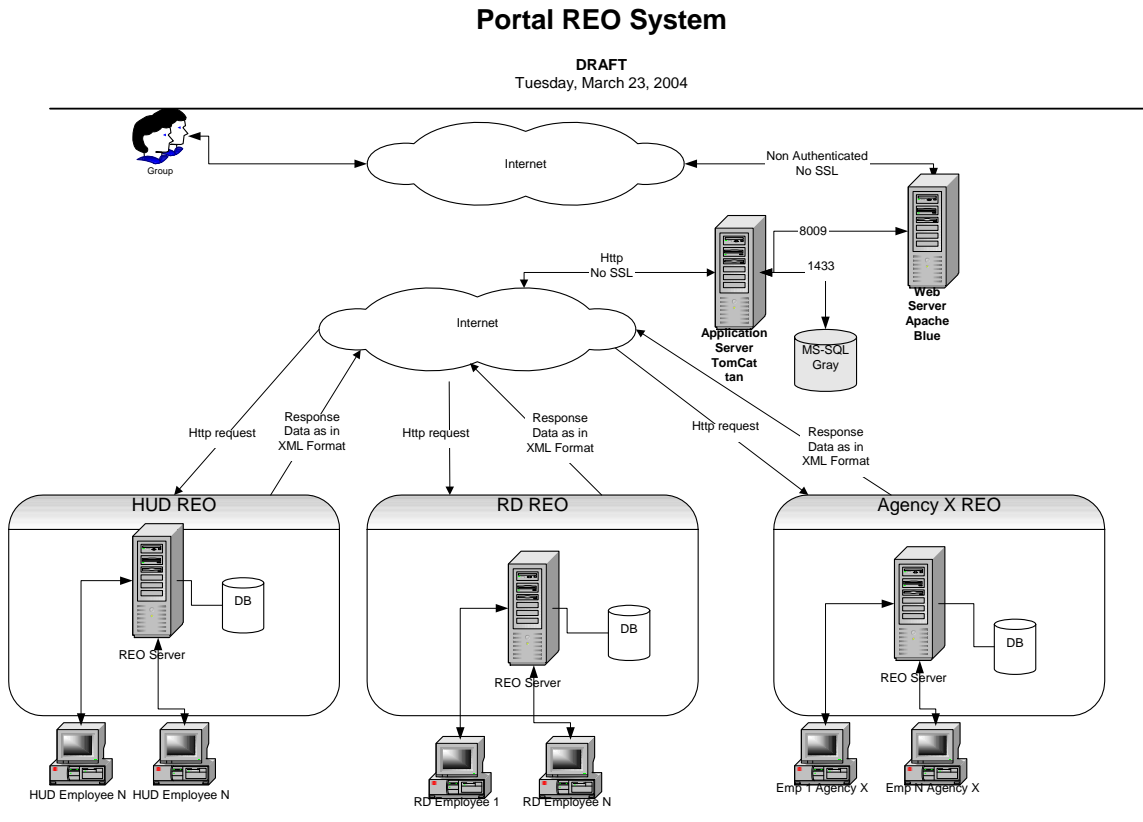 Portal REO System
DRAFT
Tuesday, March 23, 2004
Group
Internet
Non Authenticated
No SSL
8009
Http
No SSL
1433
Web
Server
Apache
Blue
Internet
Application
Server
TomCat
tan
MS-SQL
Gray
Http request
Response
Data as in
XML Format
Http request
Response
Data as in
XML Format
Http request
Response
Data as in
XML Format
HUD REO
RD REO
Agency X REO
DB
REO Server
DB
REO Server
DB
REO Server
HUD Employee N
HUD Employee N
RD Employee 1
RD Employee N
Emp 1 Agency X
Emp N Agency X